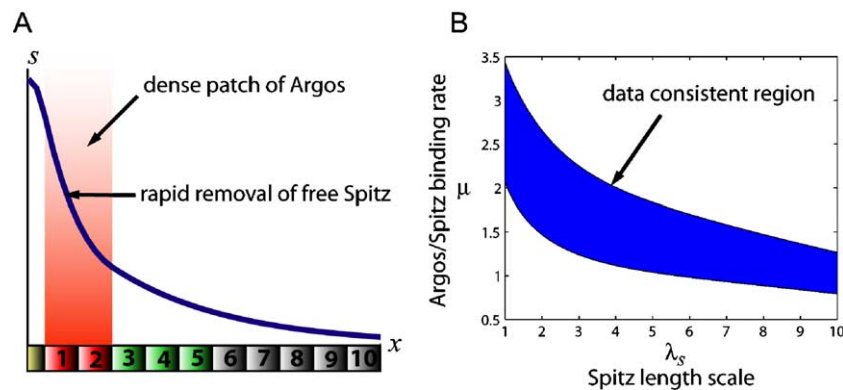 A
s
dense patch of Argos
rapid removal of free Spitz
x
1 2 3 4 5 6 7 8 9 10
B
Argos/Spitz binding rate
μ
3.5
3
2.5
2
1.5
1
0.5
data consistent region
1 2 3 4 5 6 7 8 9 10
λs
Spitz length scale